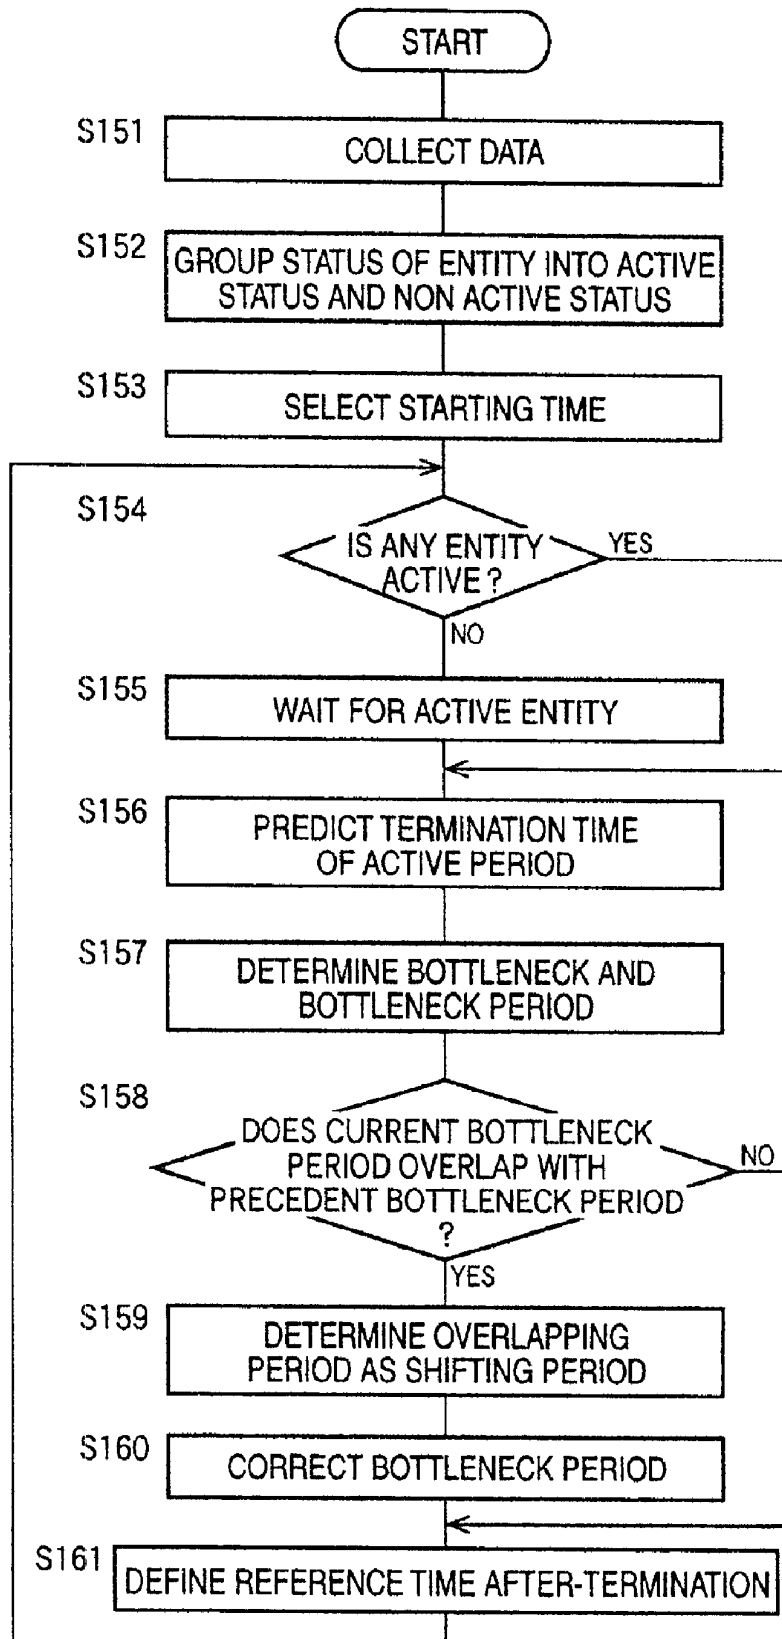 START
S151
COLLECT DATA
S152
GROUP STATUS OF ENTITY INTO ACTIVE
STATUS AND NON ACTIVE STATUS
S153
SELECT STARTING TIME
S154
IS ANY ENTITY
ACTIVE?
YES
NO
S155
WAIT FOR ACTIVE ENTITY
S156
PREDICT TERMINATION TIME
OF ACTIVE PERIOD
S157
DETERMINE BOTTLENECK AND
BOTTLENECK PERIOD
S158
DOES CURRENT BOTTLENECK
PERIOD OVERLAP WITH
PRECEDENT BOTTLENECK PERIOD
?
NO
YES
S159
DETERMINE OVERLAPPING
PERIOD AS SHIFTING PERIOD
S160
CORRECT BOTTLENECK PERIOD
S161
DEFINE REFERENCE TIME AFTER-TERMINATION